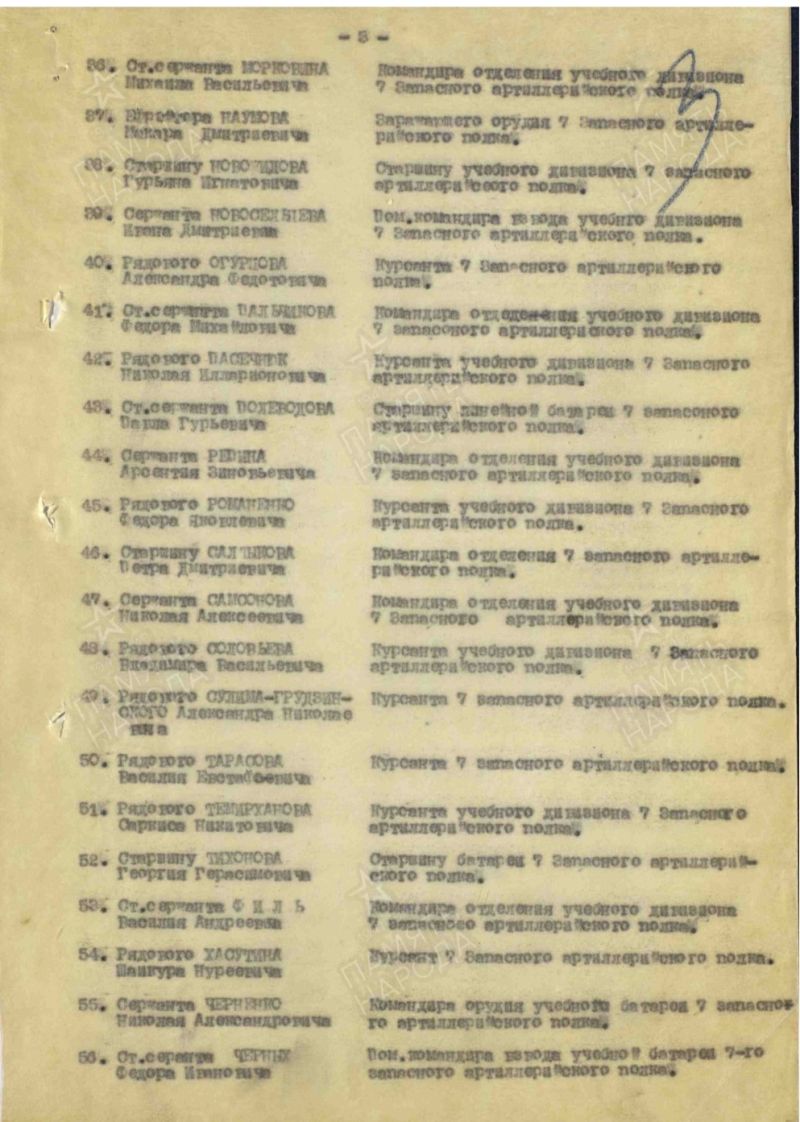 - 3 -
36. Ст.сержанта МОРКОВИНА Командира отделения учебного дивизиона
Михаила Васильевича 7 Запасного артиллерийского полка.
37. Ефрейтора НАУМОВА Заряжающего орудия 7 Запасного артилле-
Макара Дмитриевича рийского полка.
38. Старшину Старшину учебного дивизиона 7 запасного
Гурьяна Игнатовича артиллерийсеого полка.
39. Сержанта НОВОСЕЛЬЦЕВА Пом.командира взвода учебнго дивизиона
Ивана Дмитриевича 7 Запасного артиллерийского полка.
40. Рядового ОГУРЦОВА Курсанта 7 Запасного артиллерийского
Александра Федотовича полка.
41. Ст.сержанта ПАЛЬЧИКОВА Командира отделения учебного дивизиона
Федора Михайловича 7 запасоного артиллерийского полка.
42. Рядового ПАСЕЧНИК Курсанта учебного дивизиона 7 Запасного
Николая Илларионовича артиллерийского полка.
43. Ст.сержанта ПОЛЕВОДОВА Старшину линейной батареи 7 запасоного
Павла Гурьевича артиллерийского полка.
44. Сержанта РЕПИНА Командира отделения учебного дивизиона
Арсентия Зиновьевича 7 запасного артиллерийского полка.
45. Рядового РОМАНЕНКО Курсанта учебного дивизиона 7 Запасного
Федора Яковлевича артиллерийского полка.
46. Старшину САЛТЫКОВА Командира отделения 7 запасного артилле-
Петра Дмитриевича рийского полка.
47. Сержанта САМСОНОВА Командира отделения учебного дивизиона
Николая Алексеевича 7 Запасного артиллерийского полка.
48. Рядового СОЛОВЬЕВА Курсанта учебного дивизиона 7 Запасного
Владимира Васильевича артиллерийского полка.
49. Рядового СУЛИМА-ГРУДЗИН- Курсанта 7 запасного артиллерийского полка.
СКОГО Александра Николае
вича
50. Рядового ТАРАСОВА Курсанта 7 запасного артиллерийского полка.
Василия Евстафьевича
51. Рядового ТЕМИРХАНОВА Курсанта учебного дивизиона 7 Запасного
Саркиса Никитовича артиллерийского полка.
52. Старшину ТИХОНОВА Старшину батареи 7 Запасного артиллерий-
Георгия Герасимовича ского полка.
53. Ст.сержанта Ф И Л Ь Командира отделения учебного дивизиона
Василия Андреевича 7 запасного артиллерийского полка.
54. Рядового ХАСУТИНА Курсант 7 Запасного артиллерийского полка.
Шайнура Нуреевича
55. Сержанта ЧЕРНЕНКО Командира орудия учебной батареи 7 запасно
Николая Александровича го артиллерийского полка.
56. Ст.серанта ЧЕРНЫХ Пом.командира взвода учебной батареи 7-го
Федора Ивановича запасного артиллерийского полка.